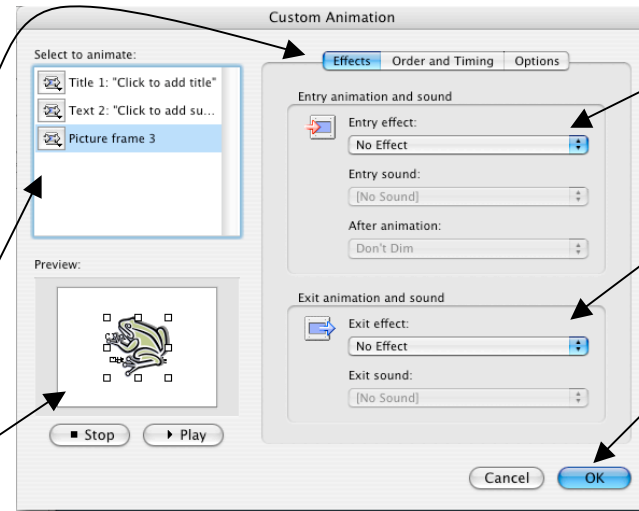 Custom Animation
Select to animate:
Title 1: "Click to add title"
Text 2: "Click to add su...
Picture frame 3
Preview:
Stop
Play
Effects
Order and Timing
Options
Entry animation and sound
Entry effect:
No Effect
Entry sound:
[No Sound]
After animation:
Don't Dim
Exit animation and sound
Exit effect:
No Effect
Exit sound:
[No Sound]
Cancel
OK